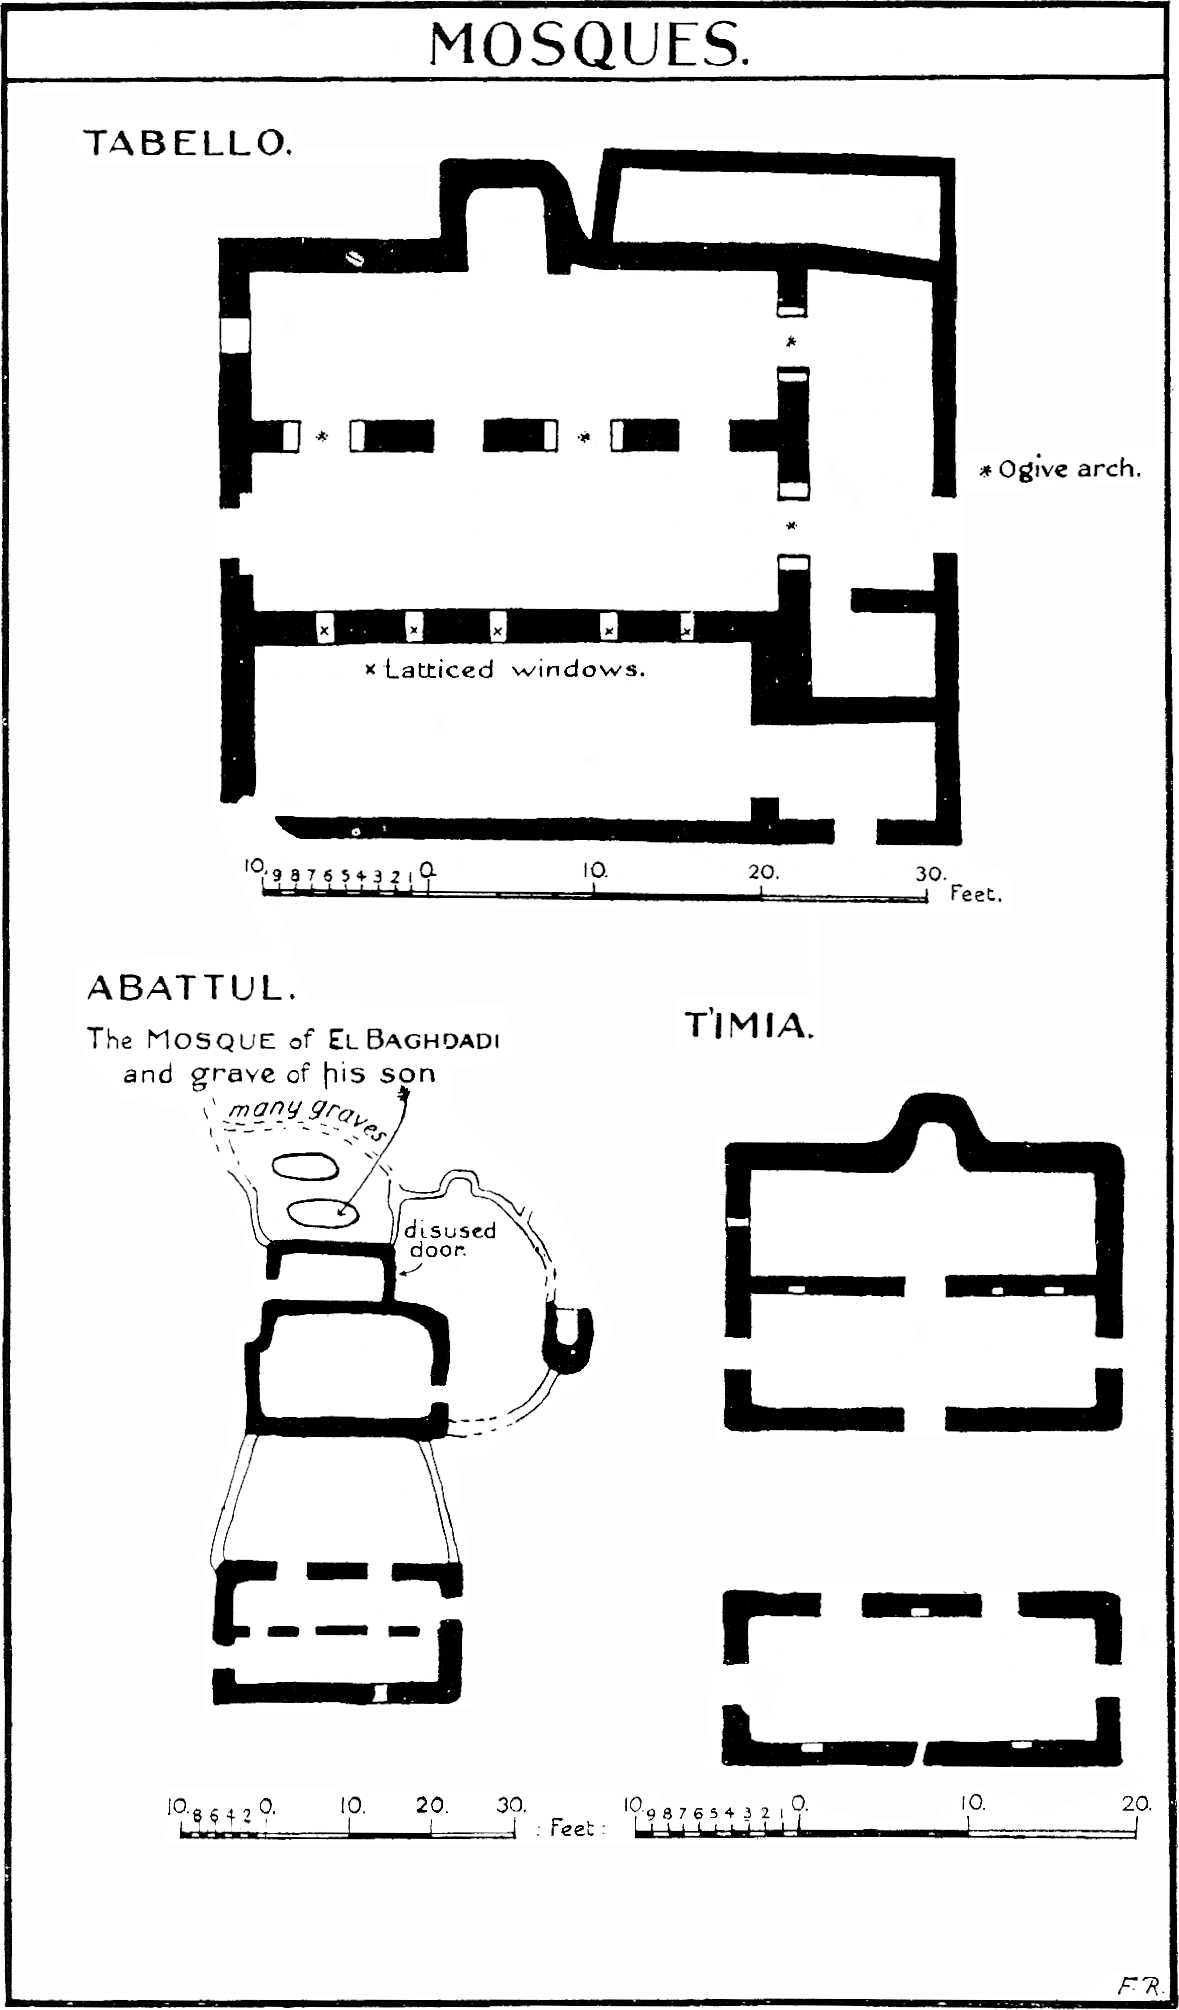 MOSQUES.
TABELLO.
* Ogive arch.
× Latticed windows.
10. 9 8 7 6 5 4 3 2 1 0. 10. 20. 30.
Feet.
ABATTUL.
The MOSQUE of EL BAGHDADI
and grave of his son
*
many graves
disused
door.
10. 8 6 4 2 0. 10. 20. 30.
: Feet :
T'IMIA.
10. 9 8 7 6 5 4 3 2 1 0. 10. 20.
F. R.